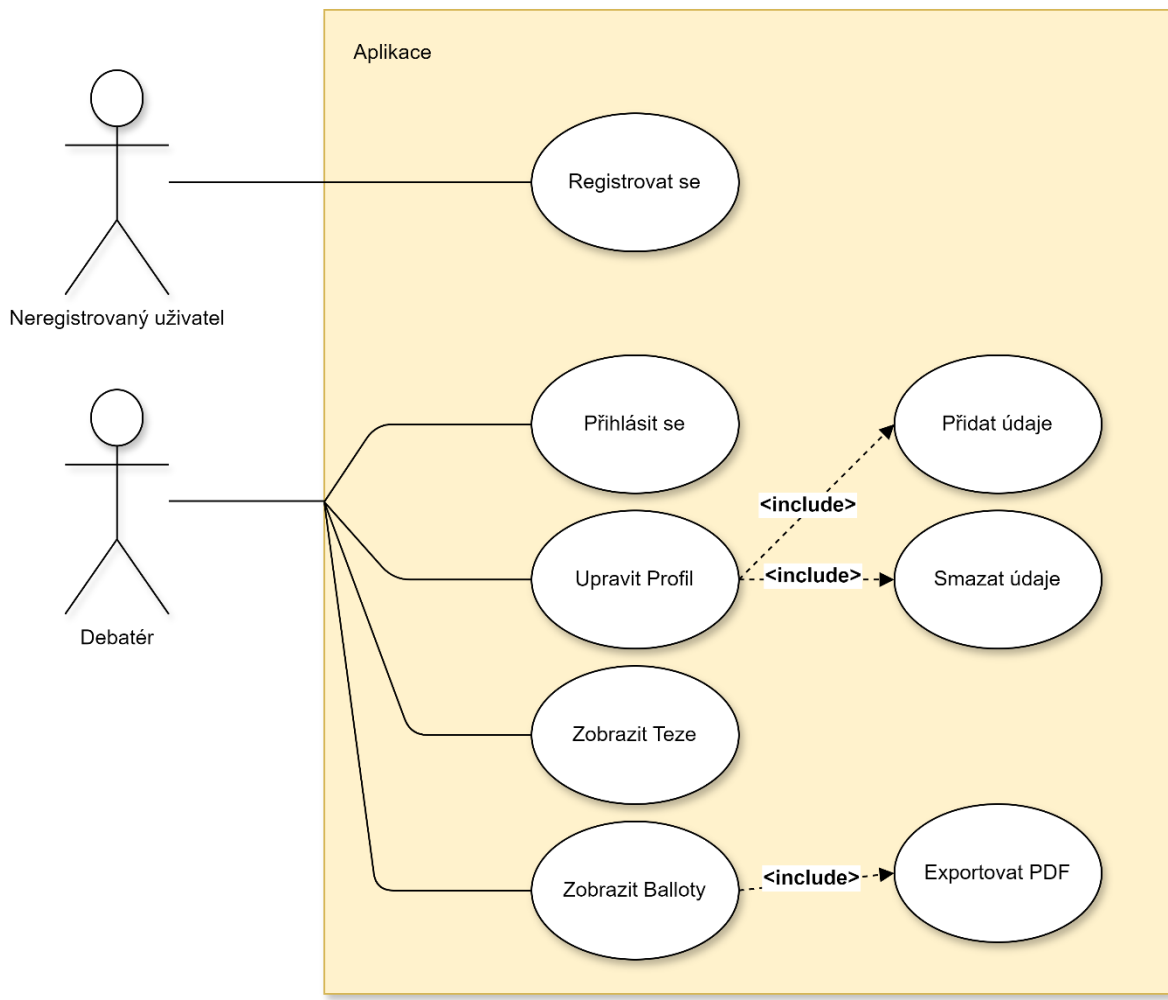 Aplikace
Registrovat se
Neregistrovaný uživatel
Přihlásit se
Přidat údaje
<include>
Upravit Profil
<include>
Smazat údaje
Debatér
Zobrazit Teze
Zobrazit Balloty
<include>
Exportovat PDF